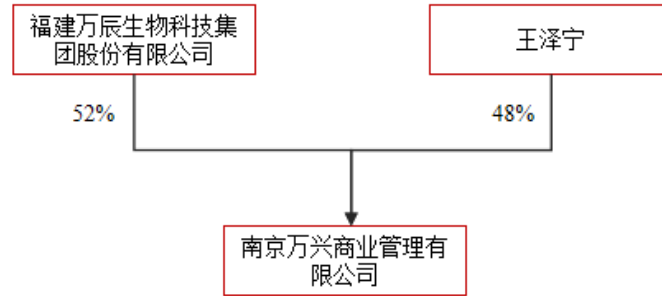 福建万辰生物科技集
团股份有限公司
王泽宁
52%
48%
南京万兴商业管理有
限公司